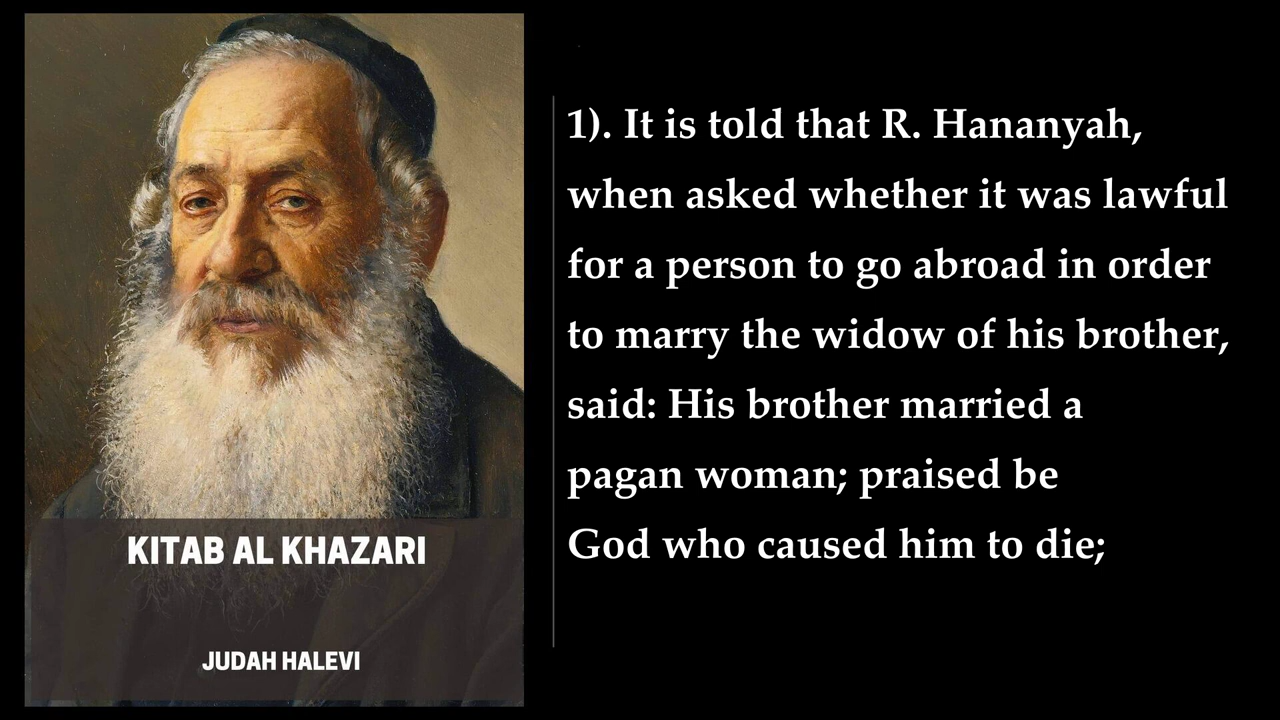 KITAB AL KHAZARI
JUDAH HALEVI
1). It is told that R. Hananyah,
when asked whether it was lawful
for a person to go abroad in order
to marry the widow of his brother,
said: His brother married a
pagan woman; praised be
God who caused him to die;